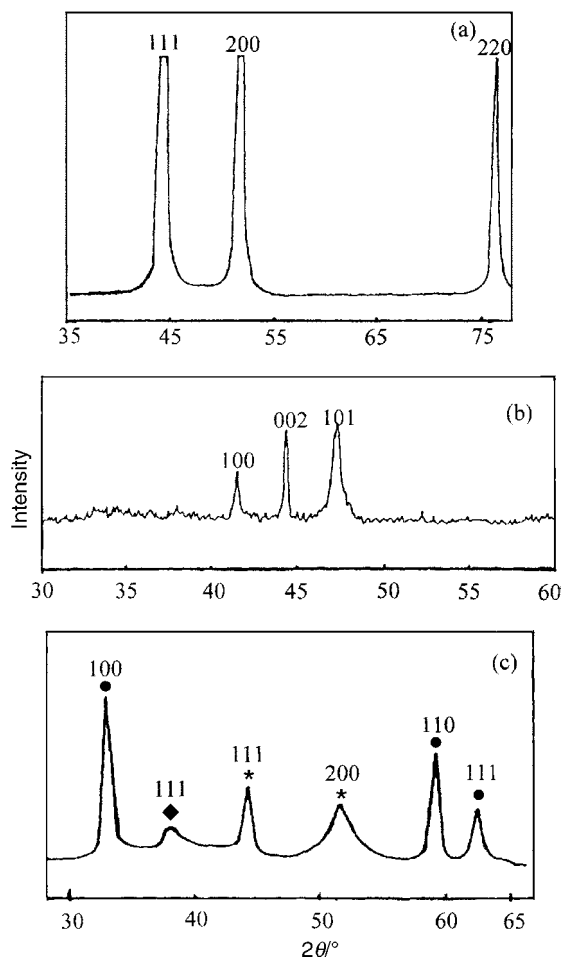 (a)
111 200 220
35 45 55 65 75
(b)
100 002 101
Intensity
30 35 40 45 50 55 60
(c)
100 111 111 200 110 111
● ◆ * * ● ●
30 40 50 60 65
2θ/°